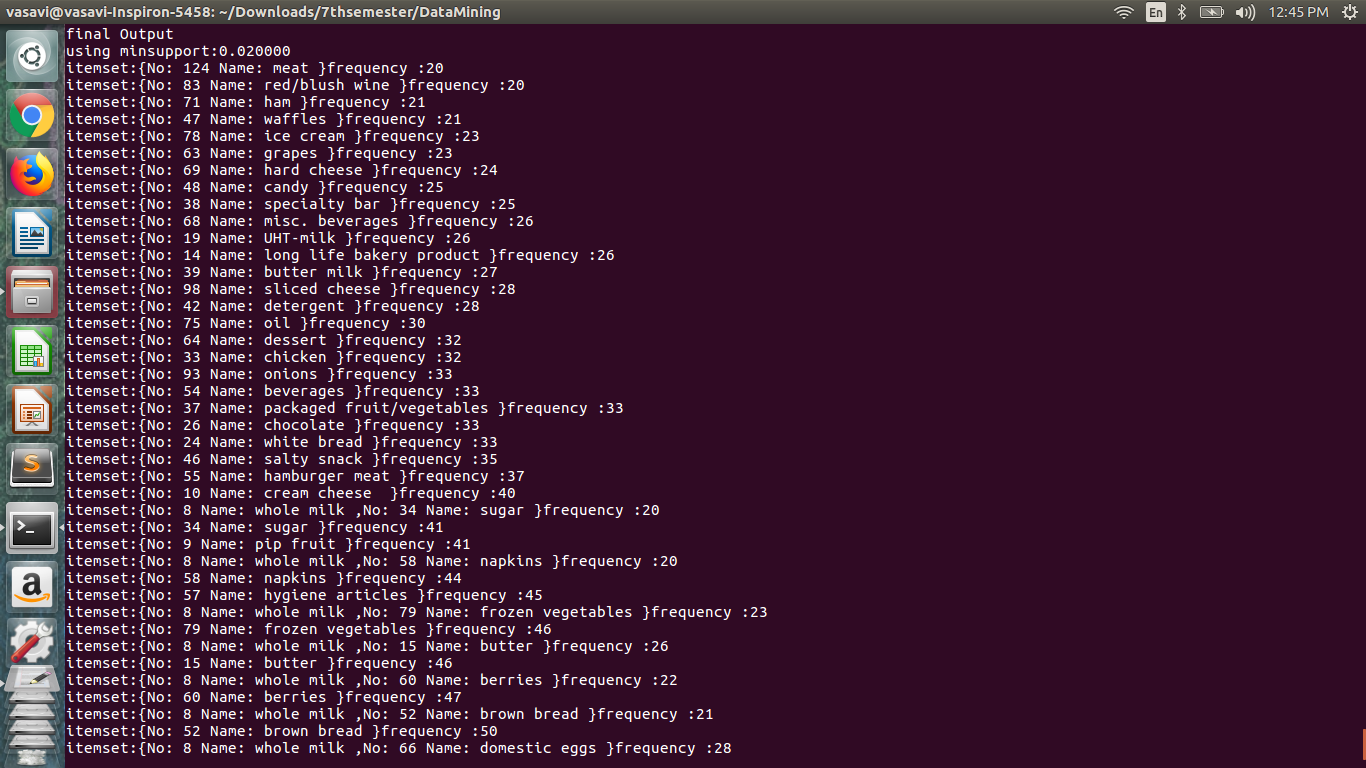 vasavi@vasavi-Inspiron-5458: ~/Downloads/7thsemester/DataMining
En
12:45 PM
final Output
using minsupport:0.020000
itemset:{No: 124 Name: meat }frequency :20
itemset:{No: 83 Name: red/blush wine }frequency :20
itemset:{No: 71 Name: ham }frequency :21
itemset:{No: 47 Name: waffles }frequency :21
itemset:{No: 78 Name: ice cream }frequency :23
itemset:{No: 63 Name: grapes }frequency :23
itemset:{No: 69 Name: hard cheese }frequency :24
itemset:{No: 48 Name: candy }frequency :25
itemset:{No: 38 Name: specialty bar }frequency :25
itemset:{No: 68 Name: misc. beverages }frequency :26
itemset:{No: 19 Name: UHT-milk }frequency :26
itemset:{No: 14 Name: long life bakery product }frequency :26
itemset:{No: 39 Name: butter milk }frequency :27
itemset:{No: 98 Name: sliced cheese }frequency :28
itemset:{No: 42 Name: detergent }frequency :28
itemset:{No: 75 Name: oil }frequency :30
itemset:{No: 64 Name: dessert }frequency :32
itemset:{No: 33 Name: chicken }frequency :32
itemset:{No: 93 Name: onions }frequency :33
itemset:{No: 54 Name: beverages }frequency :33
itemset:{No: 37 Name: packaged fruit/vegetables }frequency :33
itemset:{No: 26 Name: chocolate }frequency :33
itemset:{No: 24 Name: white bread }frequency :33
itemset:{No: 46 Name: salty snack }frequency :35
itemset:{No: 55 Name: hamburger meat }frequency :37
itemset:{No: 10 Name: cream cheese  }frequency :40
itemset:{No: 8 Name: whole milk ,No: 34 Name: sugar }frequency :20
itemset:{No: 34 Name: sugar }frequency :41
itemset:{No: 9 Name: pip fruit }frequency :41
itemset:{No: 8 Name: whole milk ,No: 58 Name: napkins }frequency :20
itemset:{No: 58 Name: napkins }frequency :44
itemset:{No: 57 Name: hygiene articles }frequency :45
itemset:{No: 8 Name: whole milk ,No: 79 Name: frozen vegetables }frequency :23
itemset:{No: 79 Name: frozen vegetables }frequency :46
itemset:{No: 8 Name: whole milk ,No: 15 Name: butter }frequency :26
itemset:{No: 15 Name: butter }frequency :46
itemset:{No: 8 Name: whole milk ,No: 60 Name: berries }frequency :22
itemset:{No: 60 Name: berries }frequency :47
itemset:{No: 8 Name: whole milk ,No: 52 Name: brown bread }frequency :21
itemset:{No: 52 Name: brown bread }frequency :50
itemset:{No: 8 Name: whole milk ,No: 66 Name: domestic eggs }frequency :28